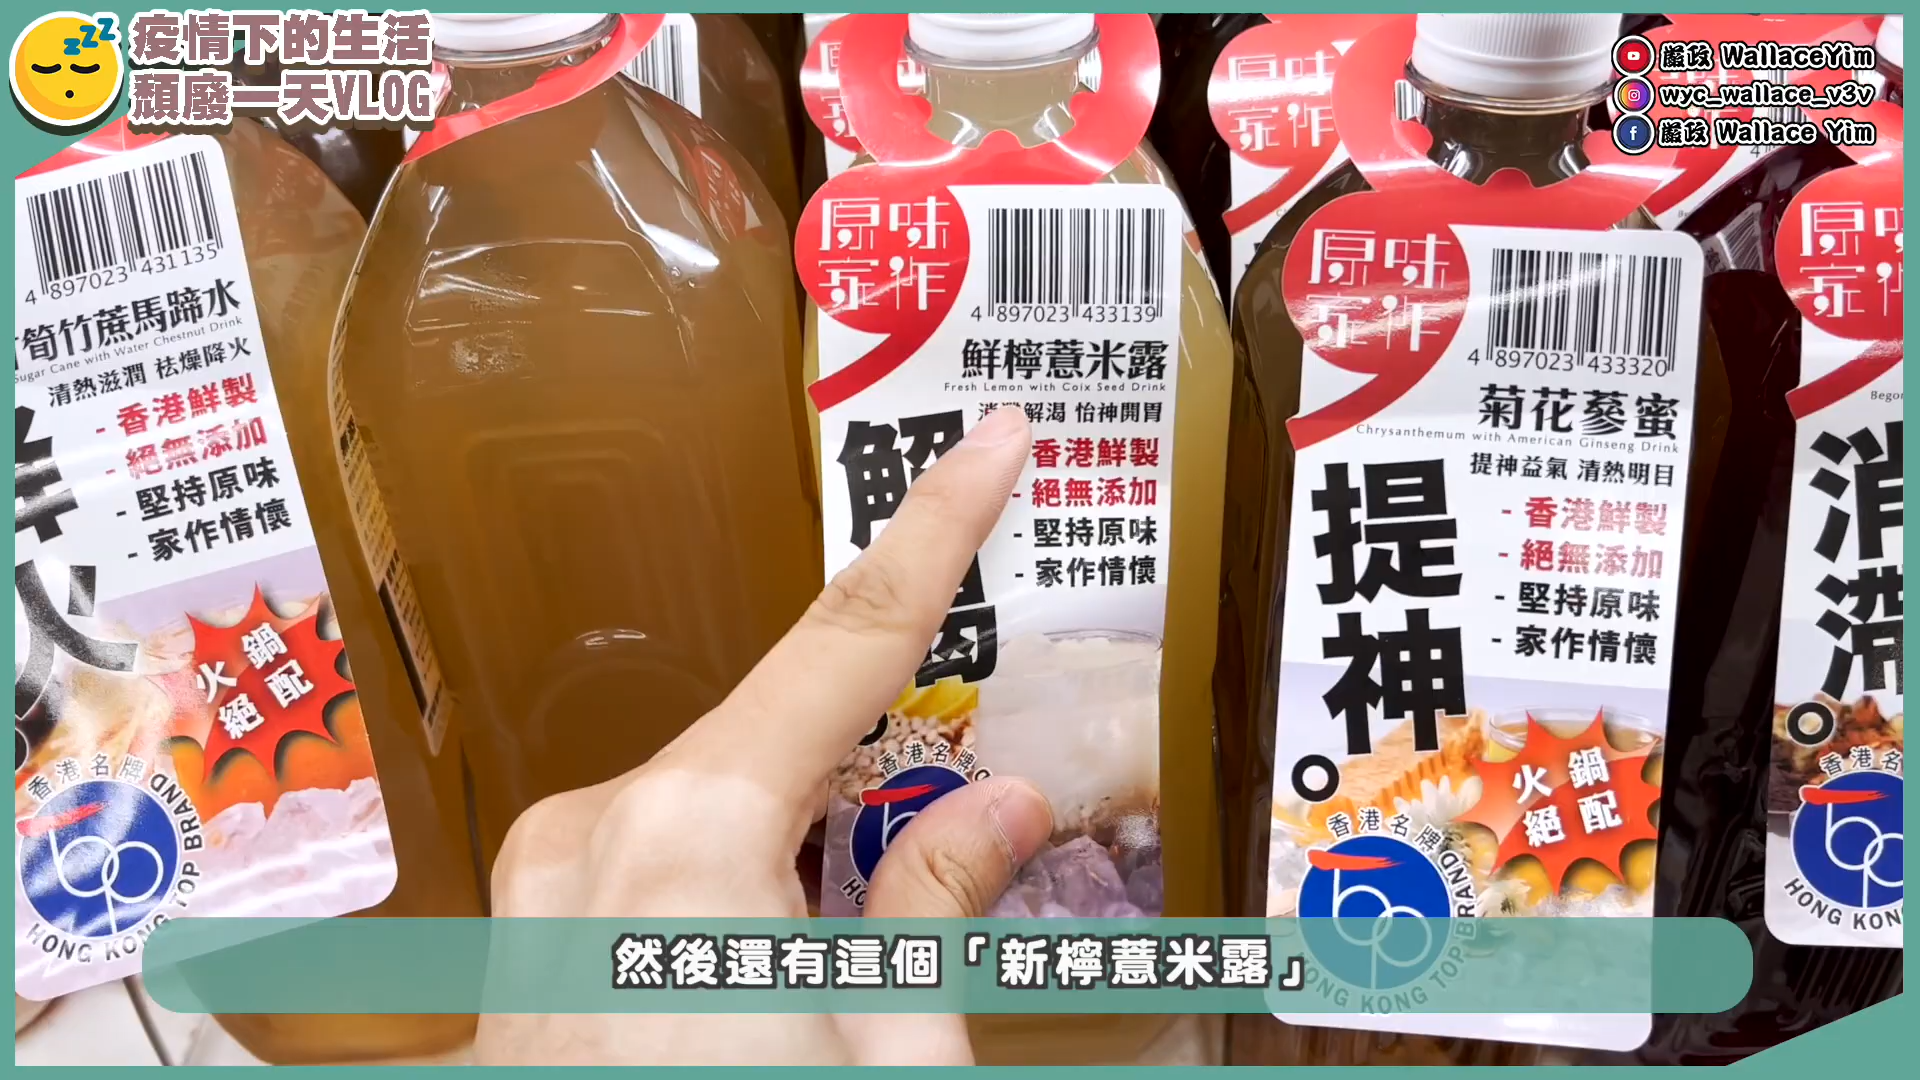 疫情下的生活
頹廢一天VLOG
嚴政 WallaceYim
wyc_wallace_v3v
嚴政 Wallace Yim
4 897023 431135
筍竹蔗馬蹄水
Sugar Cane with Water Chestnut Drink
清熱滋潤 祛燥降火
- 香港鮮製
- 絕無添加
- 堅持原味
- 家作情懷
火鍋
絕配
香港名牌
HONG KONG TOP BRAND
原味
家作
4 897023 433139
鮮檸薏米露
Fresh Lemon with Coix Seed Drink
解渴 怡神開胃
解渴。
香港鮮製
- 絕無添加
- 堅持原味
- 家作情懷
香港名牌
原味
家作
4 897023 433320
菊花蔘蜜
Chrysanthemum with American Ginseng Drink
提神益氣 清熱明目
提神。
- 香港鮮製
- 絕無添加
- 堅持原味
- 家作情懷
火鍋
絕配
香港名牌
HONG KONG TOP BRAND
原味
家作
消滯。
香港名
HONG KON
然後還有這個「新檸薏米露」